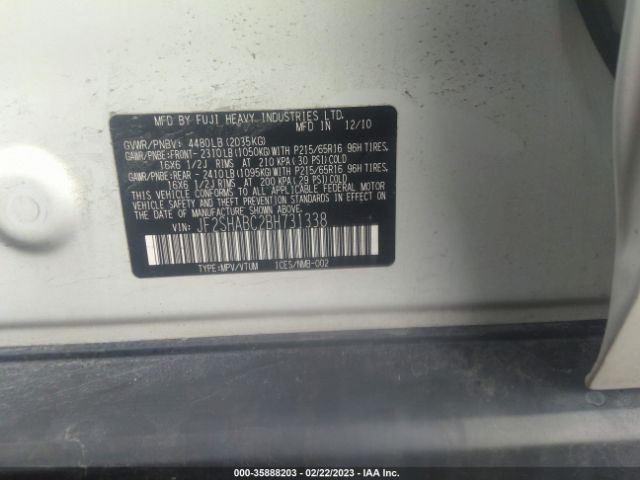 MFD BY FUJI HEAVY INDUSTRIES LTD.
MFD IN 12/10
GVWR/PNBV: 4480LB(2035KG)
GAWR/PNBE:FRONT- 2310LB(1050KG)WITH P215/65R16 96H TIRES,
16X6 1/2J RIMS AT 210 KPA(30 PSI)COLD
GAWR/PNBE:REAR - 2410LB(1095KG)WITH P215/65R16 96H TIRES,
16X6 1/2J RIMS AT 200 KPA(29 PSI)COLD
THIS VEHICLE CONFORMS TO ALL APPLICABLE FEDERAL MOTOR
VEHICLE SAFETY AND THEFT PREVENTION STANDARDS IN EFFECT
ON THE DATE OF MANUFACTURE SHOWN ABOVE.
VIN: JF2SHABC2BH731338
TYPE:MPV/VTUM 1CES/NMB-002
000-35888203 - 02/22/2023 - IAA Inc.